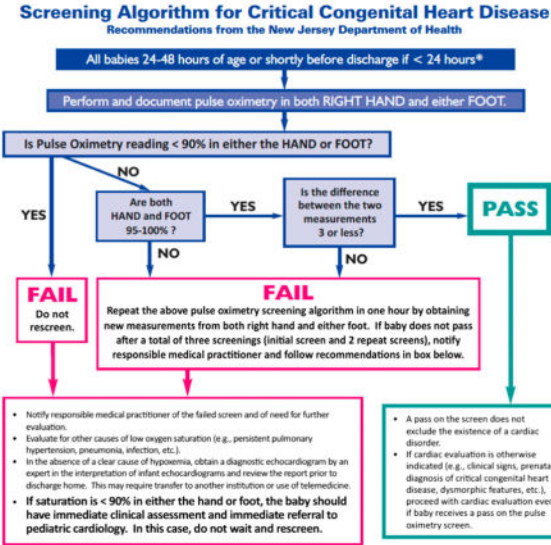 Screening Algorithm for Critical Congenital Heart Disease
Recommendations from the New Jersey Department of Health
All babies 24-48 hours of age or shortly before discharge if < 24 hours*
Perform and document pulse oximetry in both RIGHT HAND and either FOOT.
Is Pulse Oximetry reading < 90% in either the HAND or FOOT?
NO
YES
Are both
HAND and FOOT
95-100% ?
YES
Is the difference
between the two
measurements
3 or less?
YES
PASS
NO
NO
FAIL
Do not
rescreen.
FAIL
Repeat the above pulse oximetry screening algorithm in one hour by obtaining
new measurements from both right hand and either foot. If baby does not pass
after a total of three screenings (initial screen and 2 repeat screens), notify
responsible medical practitioner and follow recommendations in box below.
• Notify responsible medical practitioner of the failed screen and of need for further
evaluation.
• Evaluate for other causes of low oxygen saturation (e.g., persistent pulmonary
hypertension, pneumonia, infection, etc.).
• In the absence of a clear cause of hypoxemia, obtain a diagnostic echocardiogram by an
expert in the interpretation of infant echocardiograms and review the report prior to
discharge home. This may require transfer to another institution or use of telemedicine.
• If saturation is < 90% in either the hand or foot, the baby should
have immediate clinical assessment and immediate referral to
pediatric cardiology. In this case, do not wait and rescreen.
• A pass on the screen does not
exclude the existence of a cardiac
disorder.
• If cardiac evaluation is otherwise
indicated (e.g., clinical signs, prenata
diagnosis of critical congenital heart
disease, dysmorphic features, etc.),
proceed with cardiac evaluation even
if baby receives a pass on the pulse
oximetry screen.